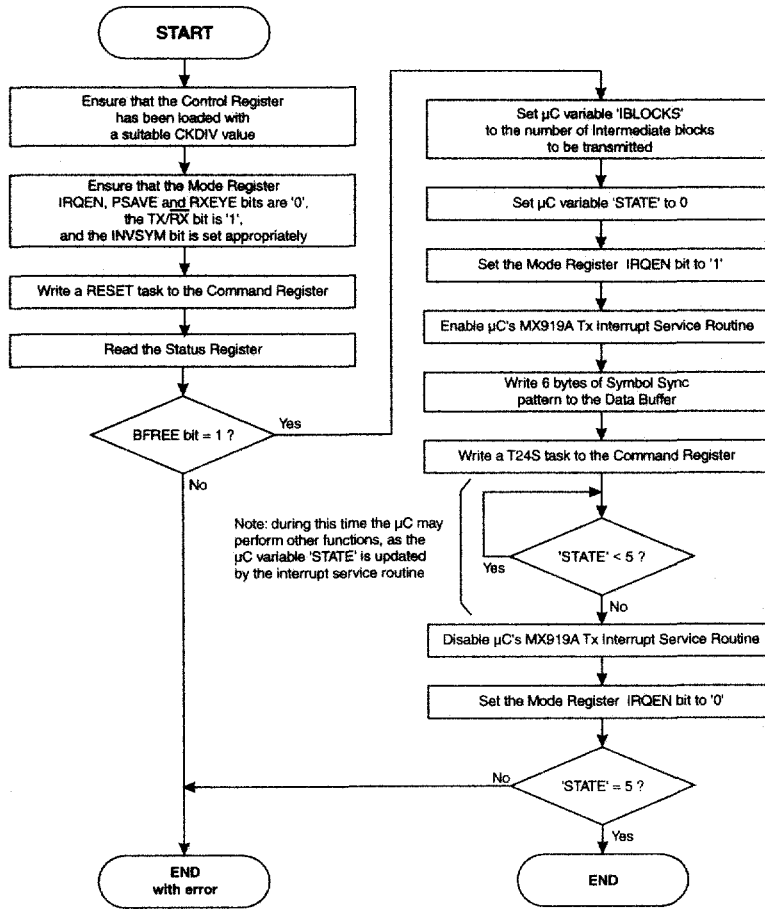 START
Ensure that the Control Register
has been loaded with
a suitable CKDIV value
Ensure that the Mode Register
IRQEN, PSAVE and RXEYE bits are '0',
the TX/RX bit is '1',
and the INVSYM bit is set appropriately
Write a RESET task to the Command Register
Read the Status Register
BFREE bit = 1 ?
Yes
No
Set µC variable 'IBLOCKS'
to the number of Intermediate blocks
to be transmitted
Set µC variable 'STATE' to 0
Set the Mode Register IRQEN bit to '1'
Enable µC's MX919A Tx Interrupt Service Routine
Write 6 bytes of Symbol Sync
pattern to the Data Buffer
Write a T24S task to the Command Register
Note: during this time the µC may
perform other functions, as the
µC variable 'STATE' is updated
by the interrupt service routine
'STATE' < 5 ?
Yes
No
Disable µC's MX919A Tx Interrupt Service Routine
Set the Mode Register IRQEN bit to '0'
'STATE' = 5 ?
No
Yes
END
with error
END